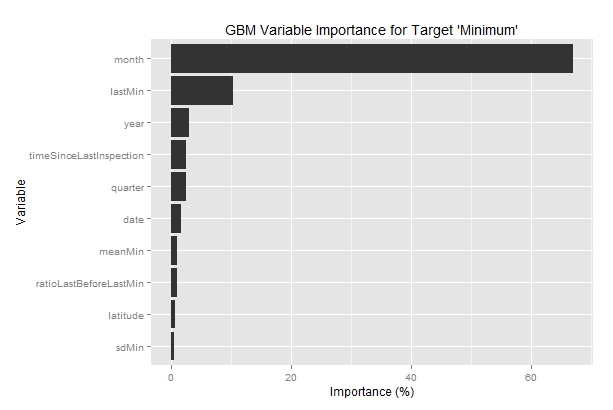 GBM Variable Importance for Target 'Minimum'
month
lastMin
year
timeSinceLastInspection
quarter
date
meanMin
ratioLastBeforeLastMin
latitude
sdMin
Variable
0 20 40 60
Importance (%)